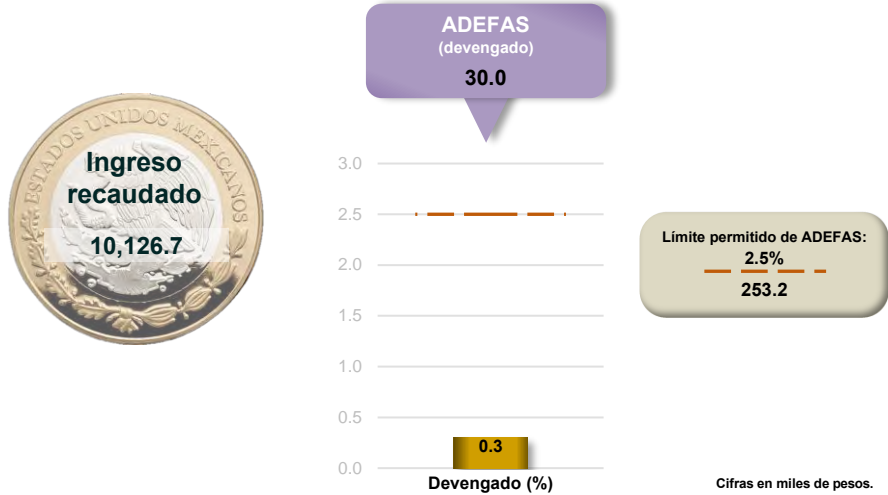 ADEFAS
(devengado)
30.0
ESTADOS UNIDOS MEXICANOS
Ingreso
recaudado
10,126.7
3.0
2.5
2.0
1.5
1.0
0.5
0.0
0.3
Devengado (%)
Límite permitido de ADEFAS:
2.5%
253.2
Cifras en miles de pesos.